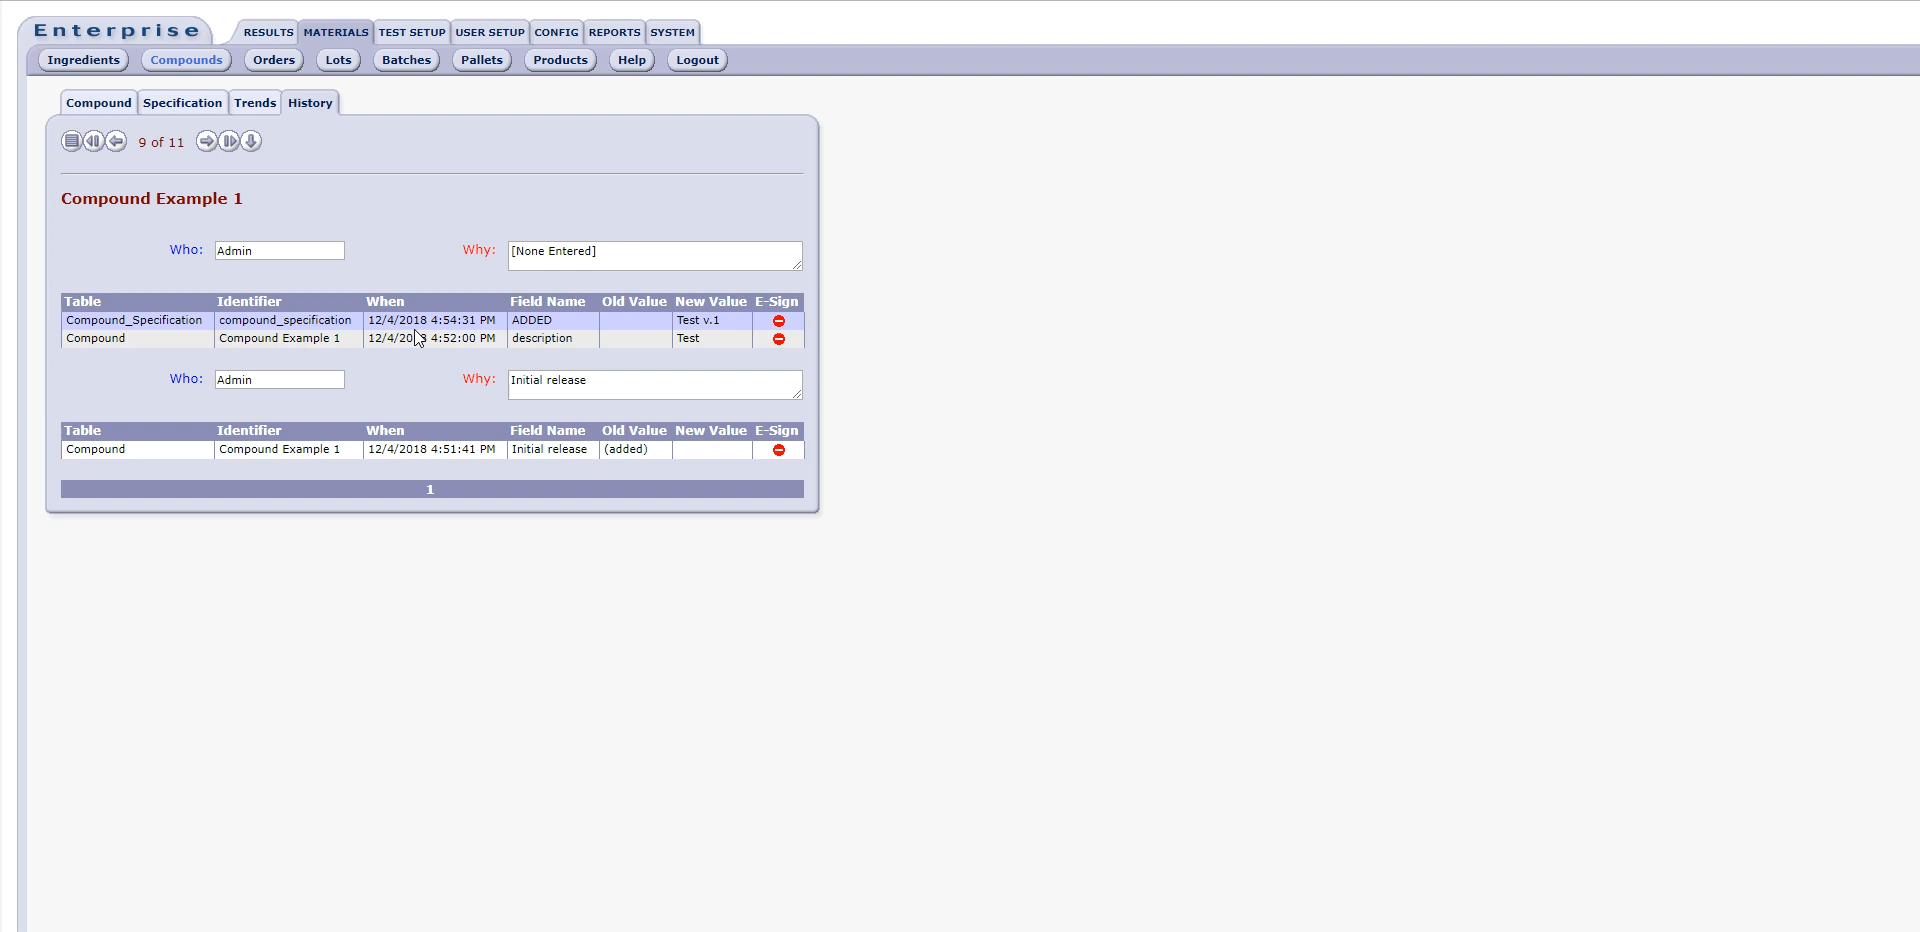 Enterprise
RESULTS MATERIALS TEST SETUP USER SETUP CONFIG REPORTS SYSTEM
Ingredients Compounds Orders Lots Batches Pallets Products Help Logout
Compound Specification Trends History
9 of 11
Compound Example 1
Who: Admin Why: [None Entered]
Table Identifier When Field Name Old Value New Value E-Sign
Compound_Specification compound_specification 12/4/2018 4:54:31 PM ADDED Test v.1
Compound Compound Example 1 12/4/2018 4:52:00 PM description Test
Who: Admin Why: Initial release
Table Identifier When Field Name Old Value New Value E-Sign
Compound Compound Example 1 12/4/2018 4:51:41 PM Initial release (added)
1